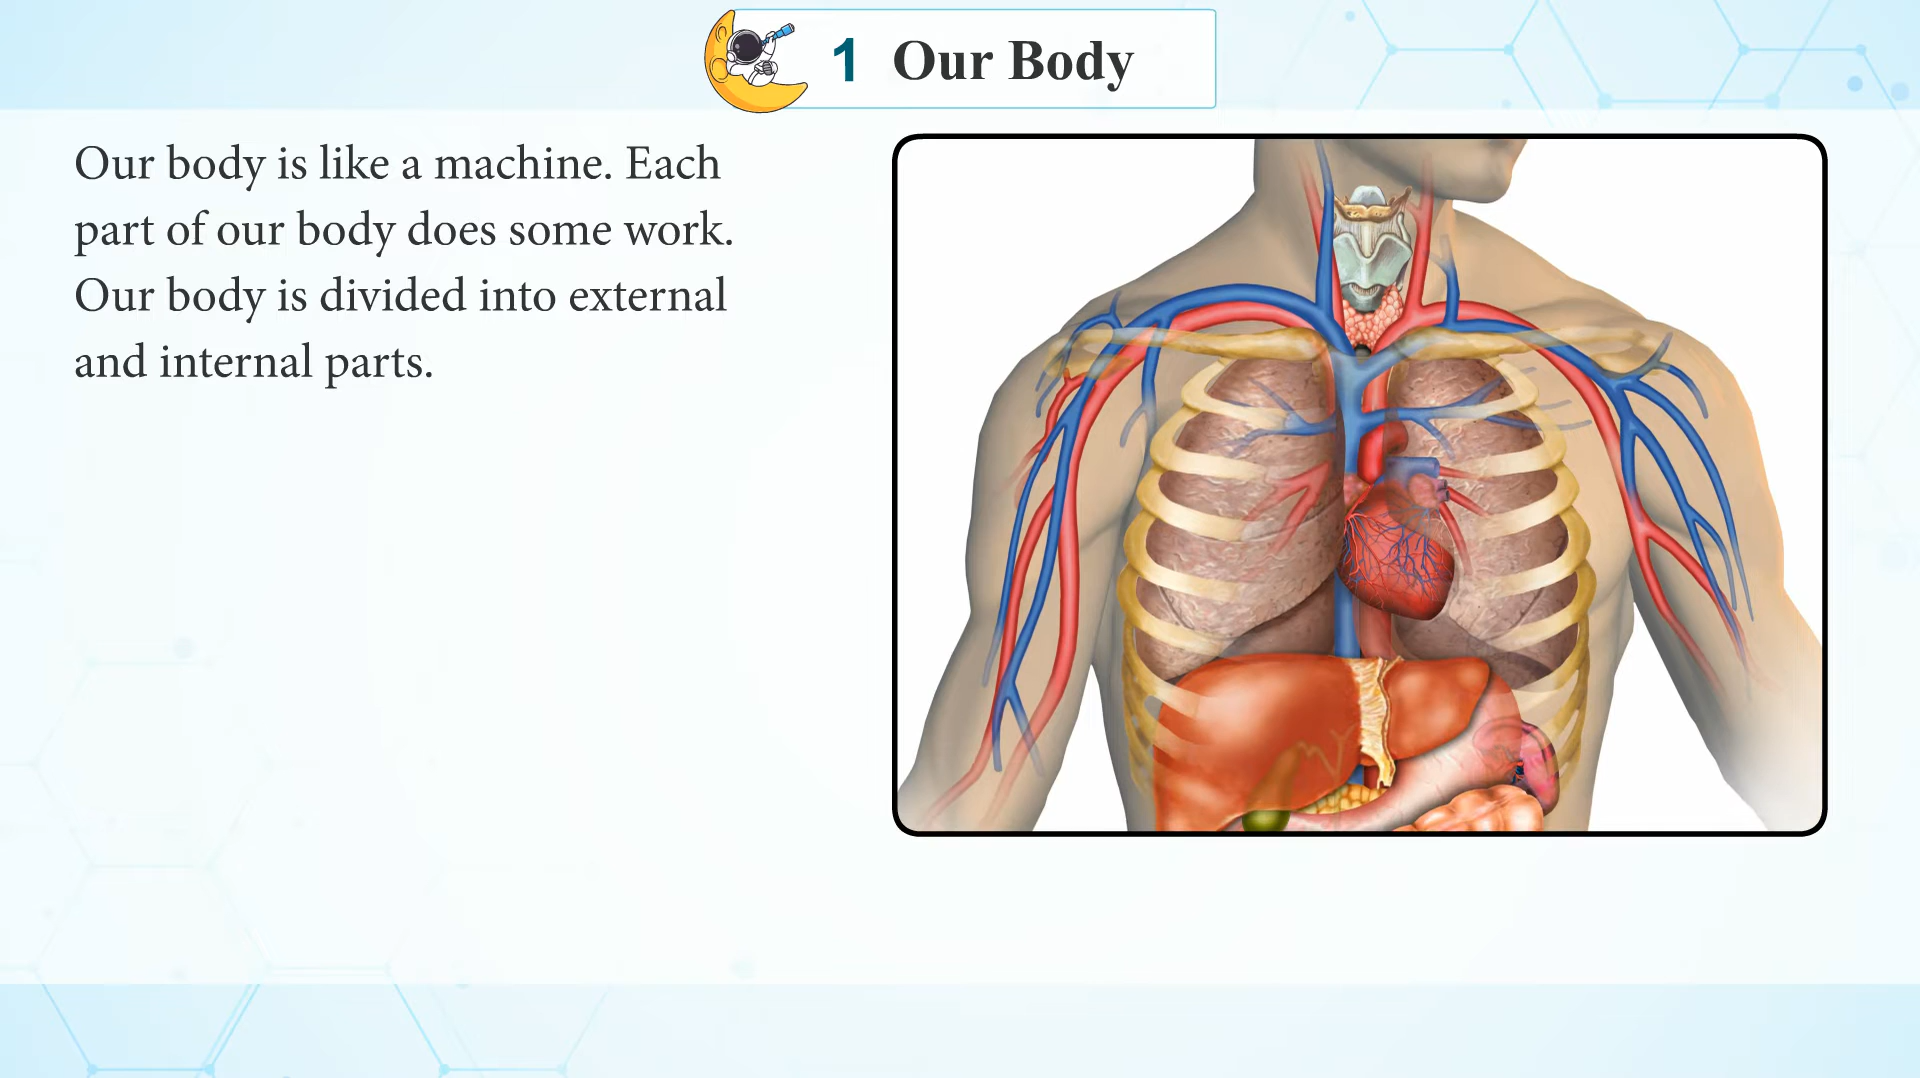 1 Our Body
Our body is like a machine. Each
part of our body does some work.
Our body is divided into external
and internal parts.